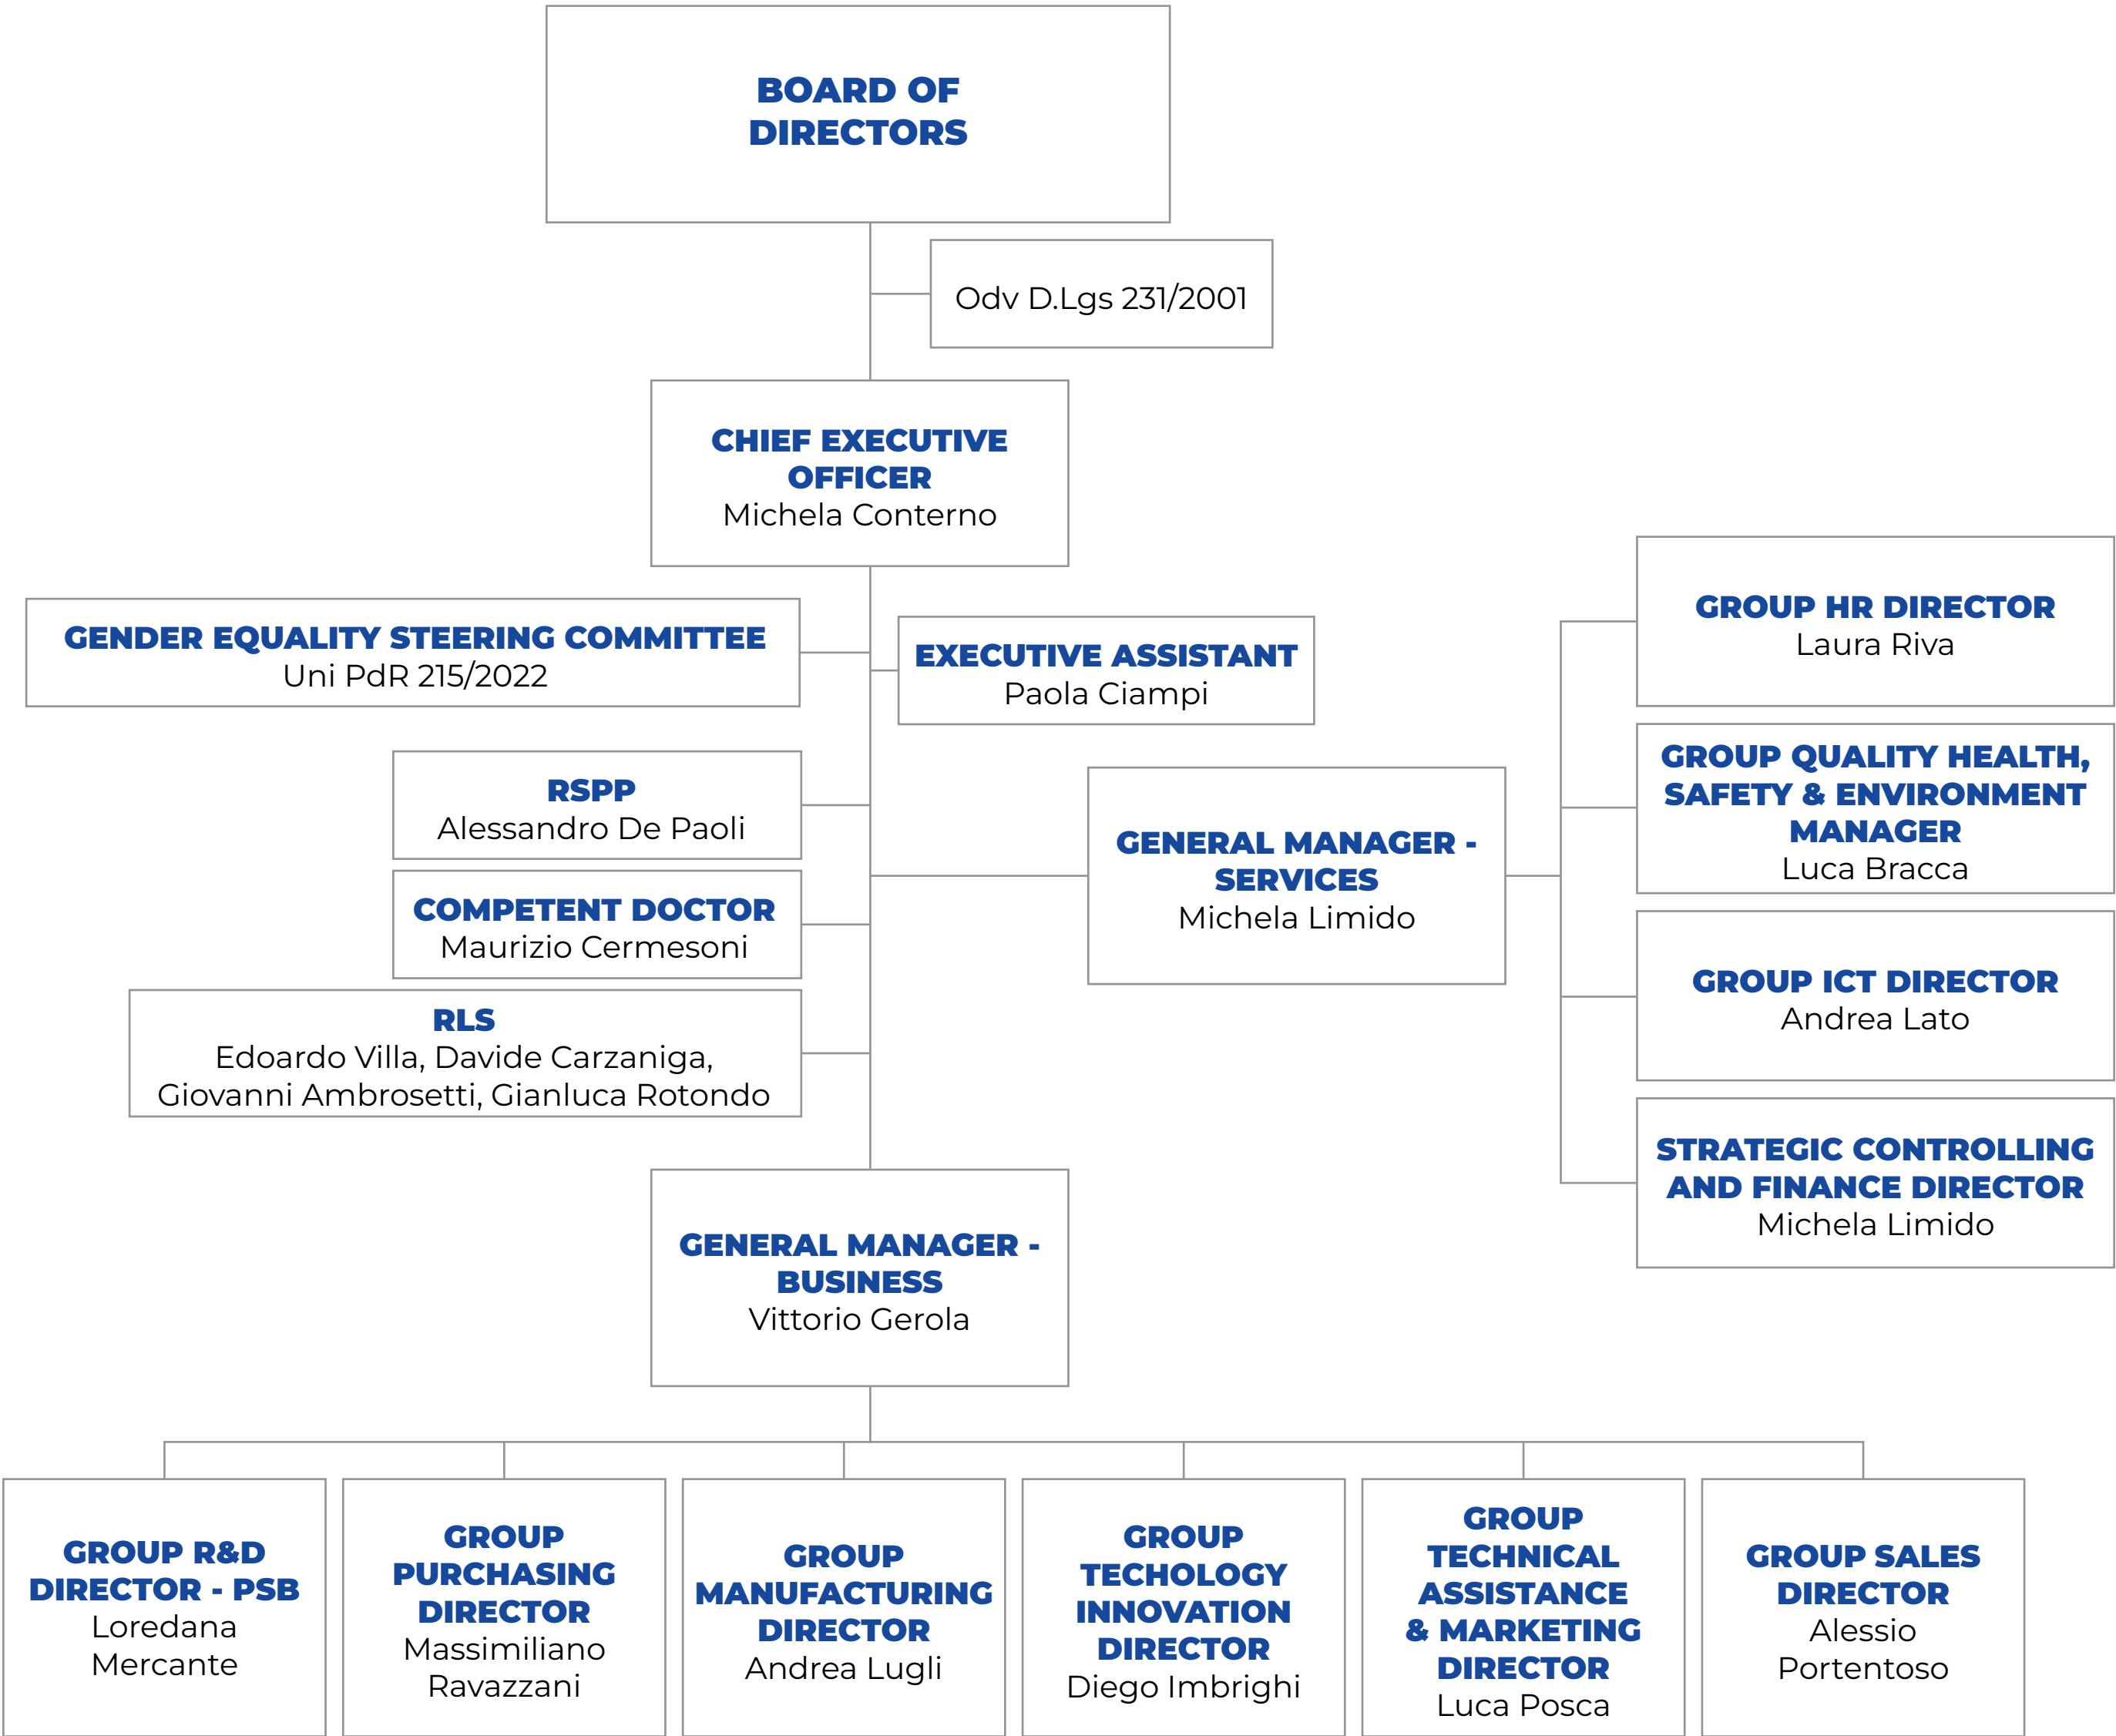 BOARD OF
DIRECTORS
Odv D.Lgs 231/2001
CHIEF EXECUTIVE
OFFICER
Michela Conterno
GENDER EQUALITY STEERING COMMITTEE
Uni PdR 215/2022
EXECUTIVE ASSISTANT
Paola Ciampi
RSPP
Alessandro De Paoli
COMPETENT DOCTOR
Maurizio Cermesoni
RLS
Edoardo Villa, Davide Carzaniga,
Giovanni Ambrosetti, Gianluca Rotondo
GENERAL MANAGER -
SERVICES
Michela Limido
GROUP HR DIRECTOR
Laura Riva
GROUP QUALITY HEALTH,
SAFETY & ENVIRONMENT
MANAGER
Luca Bracca
GROUP ICT DIRECTOR
Andrea Lato
STRATEGIC CONTROLLING
AND FINANCE DIRECTOR
Michela Limido
GENERAL MANAGER -
BUSINESS
Vittorio Gerola
GROUP R&D
DIRECTOR - PSB
Loredana
Mercante
GROUP
PURCHASING
DIRECTOR
Massimiliano
Ravazzani
GROUP
MANUFACTURING
DIRECTOR
Andrea Lugli
GROUP
TECHOLOGY
INNOVATION
DIRECTOR
Diego Imbrighi
GROUP
TECHNICAL
ASSISTANCE
& MARKETING
DIRECTOR
Luca Posca
GROUP SALES
DIRECTOR
Alessio
Portentoso